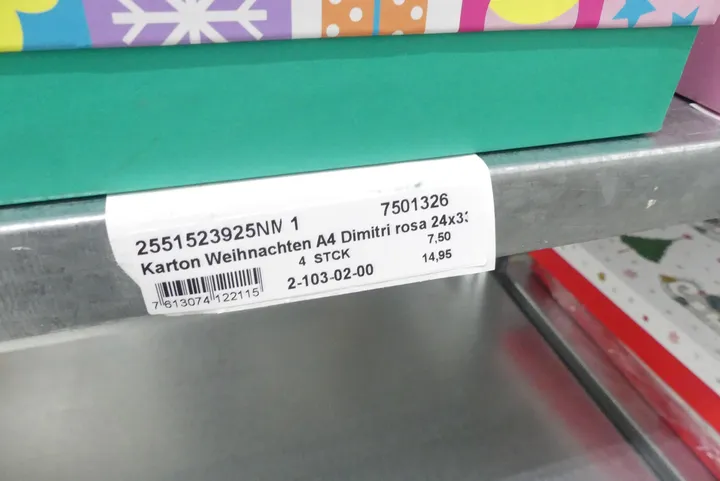 2551523925NM 1 7501326
Karton Weihnachten A4 Dimitri rosa 24x33
4 STCK 7,50
7 613074 122115 2-103-02-00 14,95